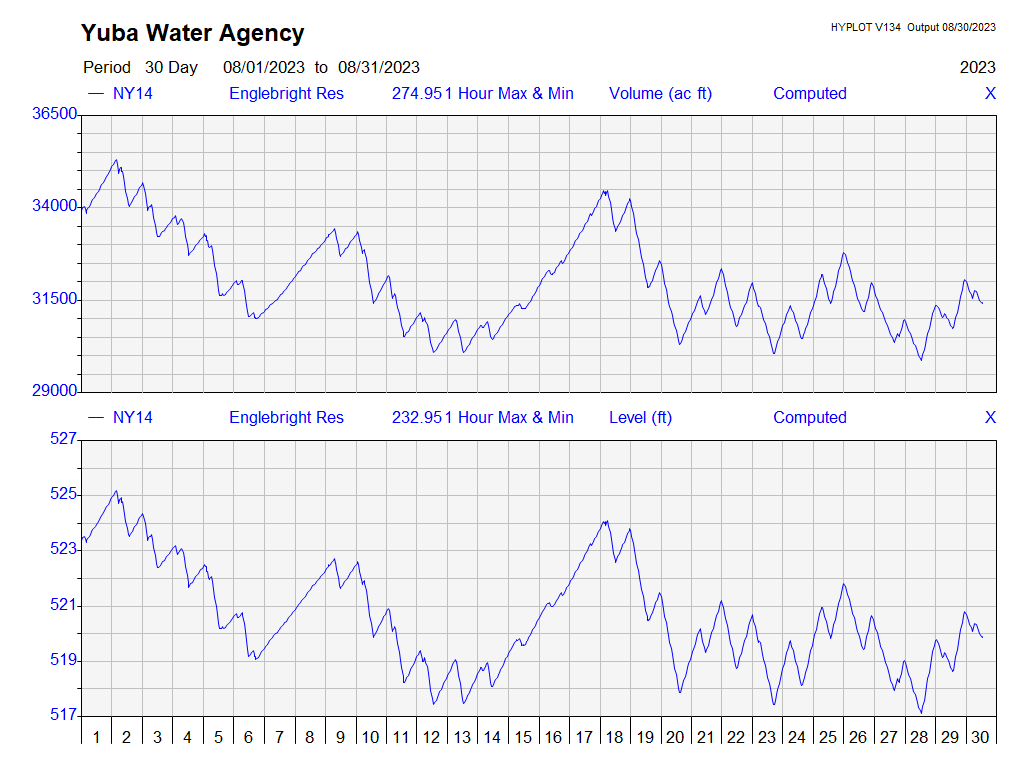 Yuba Water Agency
HYPLOT V134 Output 08/30/2023
Period 30 Day 08/01/2023 to 08/31/2023 2023
NY14 Englebright Res 274.951 Hour Max & Min Volume (ac ft) Computed X
36500
34000
31500
29000
NY14 Englebright Res 232.951 Hour Max & Min Level (ft) Computed X
527
525
523
521
519
517
1 2 3 4 5 6 7 8 9 10 11 12 13 14 15 16 17 18 19 20 21 22 23 24 25 26 27 28 29 30